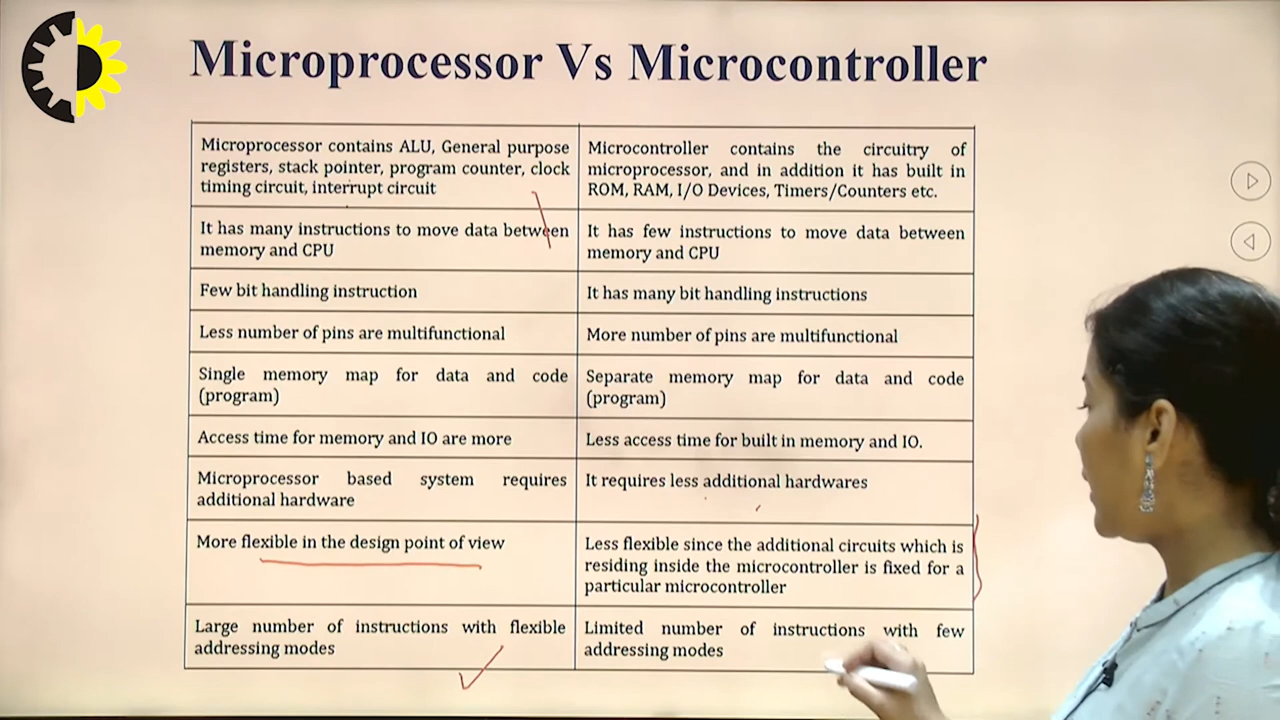 Microprocessor Vs Microcontroller
Microprocessor contains ALU, General purpose
registers, stack pointer, program counter, clock
timing circuit, interrupt circuit
Microcontroller contains the circuitry of
microprocessor, and in addition it has built in
ROM, RAM, I/O Devices, Timers/Counters etc.
It has many instructions to move data between
memory and CPU
It has few instructions to move data between
memory and CPU
Few bit handling instruction
It has many bit handling instructions
Less number of pins are multifunctional
More number of pins are multifunctional
Single memory map for data and code
(program)
Separate memory map for data and code
(program)
Access time for memory and IO are more
Less access time for built in memory and IO.
Microprocessor based system requires
additional hardware
It requires less additional hardwares
More flexible in the design point of view
Less flexible since the additional circuits which is
residing inside the microcontroller is fixed for a
particular microcontroller
Large number of instructions with flexible
addressing modes
Limited number of instructions with few
addressing modes